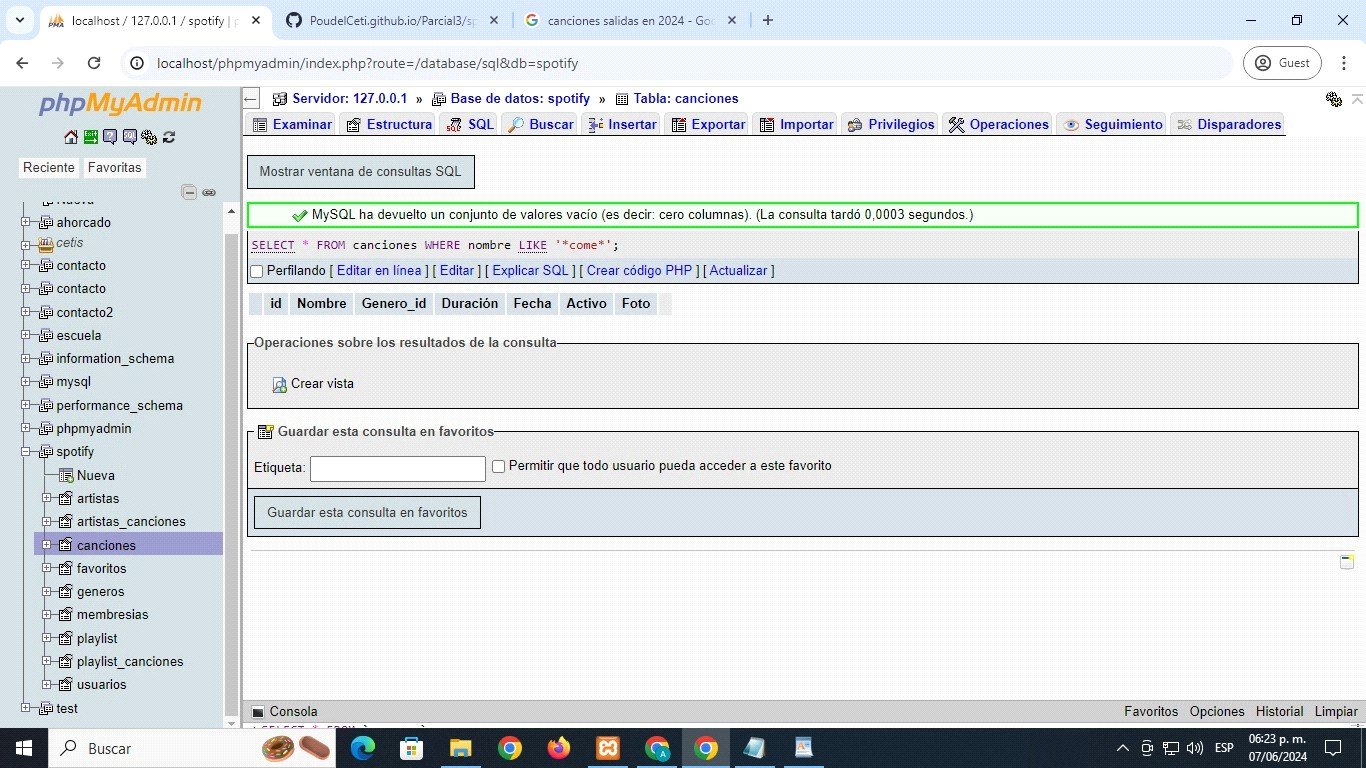 localhost / 127.0.0.1 / spotify | p
PoudelCeti.github.io/Parcial3/sp
canciones salidas en 2024 - Goo
localhost/phpmyadmin/index.php?route=/database/sql&db=spotify
Guest
phpMyAdmin
Reciente Favoritas
Nueva
ahorcado
cetis
contacto
contacto
contacto2
escuela
information_schema
mysql
performance_schema
phpmyadmin
spotify
Nueva
artistas
artistas_canciones
canciones
favoritos
generos
membresias
playlist
playlist_canciones
usuarios
test
Servidor: 127.0.0.1 » Base de datos: spotify » Tabla: canciones
Examinar Estructura SQL Buscar Insertar Exportar Importar Privilegios Operaciones Seguimiento Disparadores
Mostrar ventana de consultas SQL
MySQL ha devuelto un conjunto de valores vacío (es decir: cero columnas). (La consulta tardó 0,0003 segundos.)
SELECT * FROM canciones WHERE nombre LIKE '*come*';
Perfilando [ Editar en línea ] [ Editar ] [ Explicar SQL ] [ Crear código PHP ] [ Actualizar ]
id Nombre Genero_id Duración Fecha Activo Foto
Operaciones sobre los resultados de la consulta
Crear vista
Guardar esta consulta en favoritos
Etiqueta: Permitir que todo usuario pueda acceder a este favorito
Guardar esta consulta en favoritos
Consola Favoritos Opciones Historial Limpiar
SELECT * FROM
Buscar
ESP
06:23 p. m.
07/06/2024